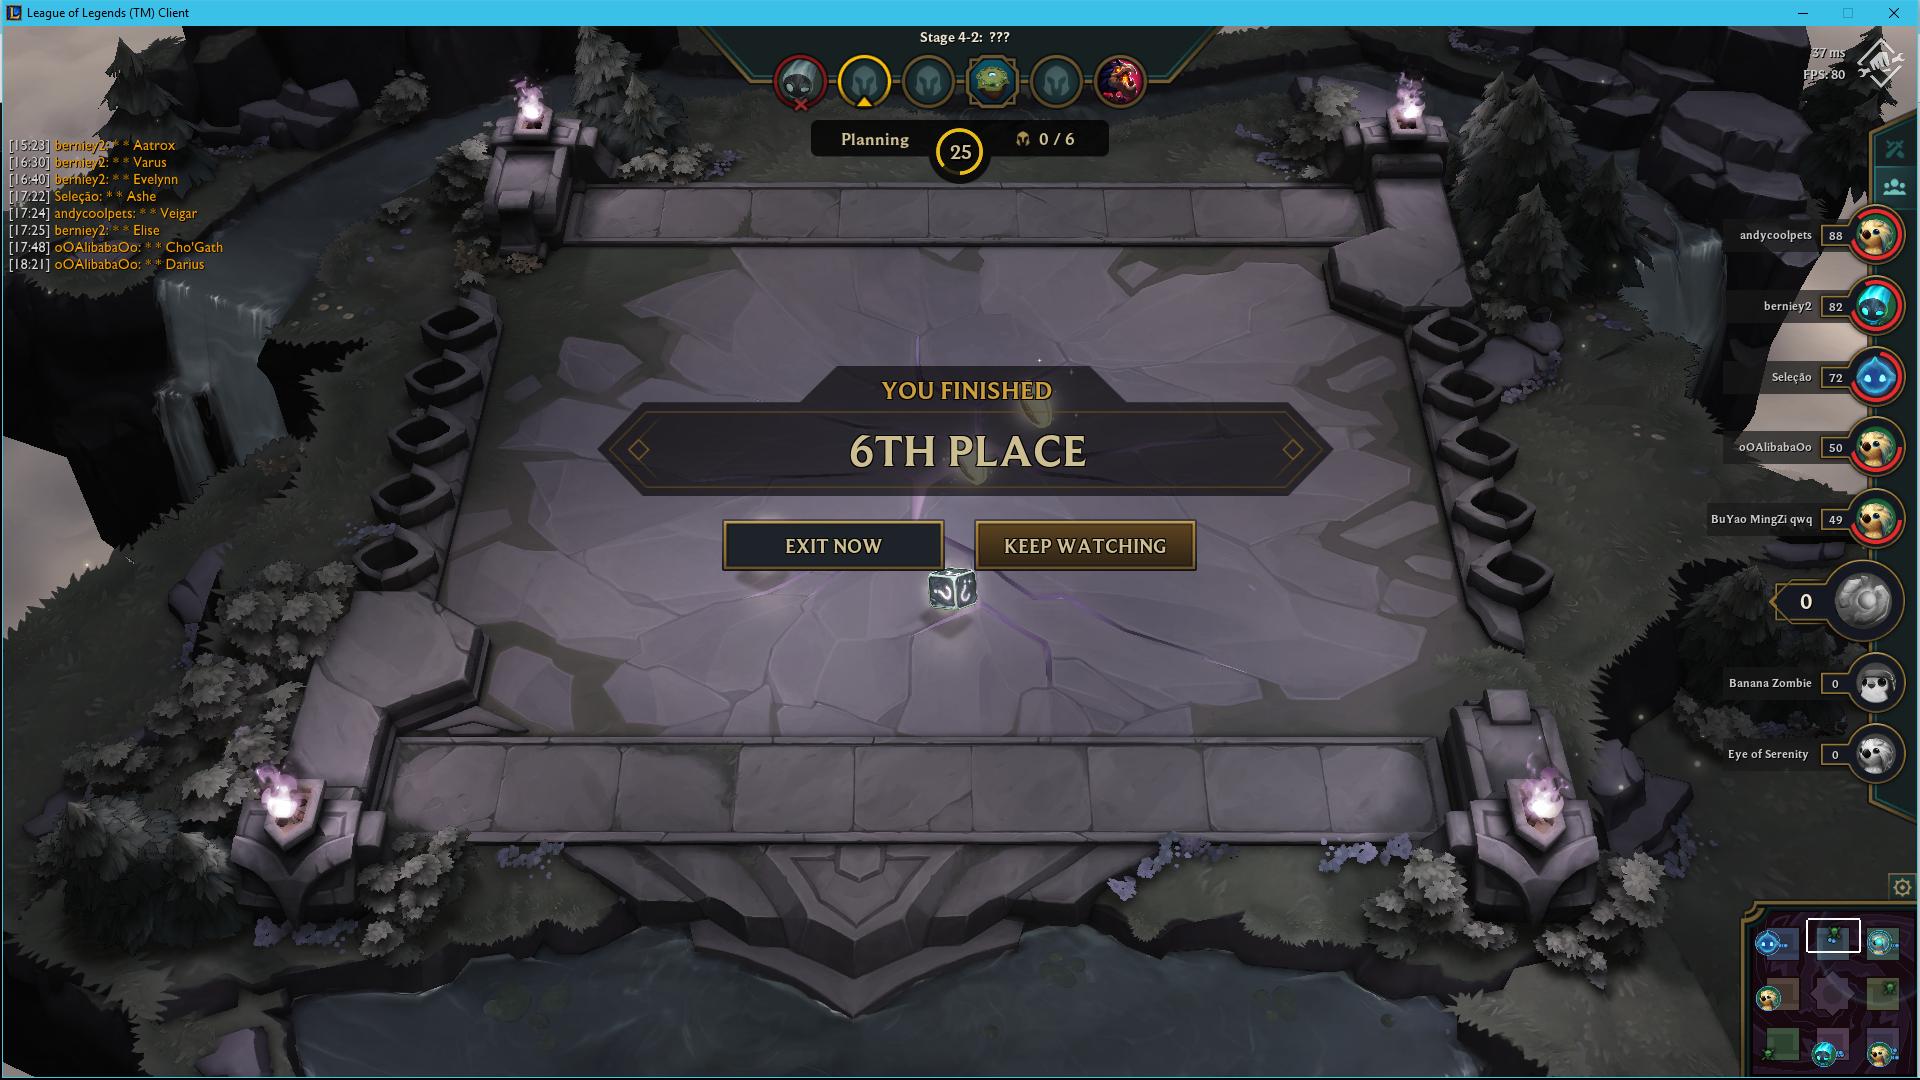 League of Legends (TM) Client
Stage 4-2: ???
37 ms
FPS: 80
Planning
25
0 / 6
[15:23] berniey2: * * Aatrox
[16:30] berniey2: * * Varus
[16:40] berniey2: * * Evelynn
[17:22] Seleção: * * Ashe
[17:24] andycoolpets: * * Veigar
[17:25] berniey2: * * Elise
[17:48] oOAlibabaOo: * * Cho'Gath
[18:21] oOAlibabaOo: * * Darius
andycoolpets 88
berniey2 82
Seleção 72
oOAlibabaOo 50
BuYao MingZi qwq 49
0
Banana Zombie 0
Eye of Serenity 0
YOU FINISHED
6TH PLACE
EXIT NOW
KEEP WATCHING